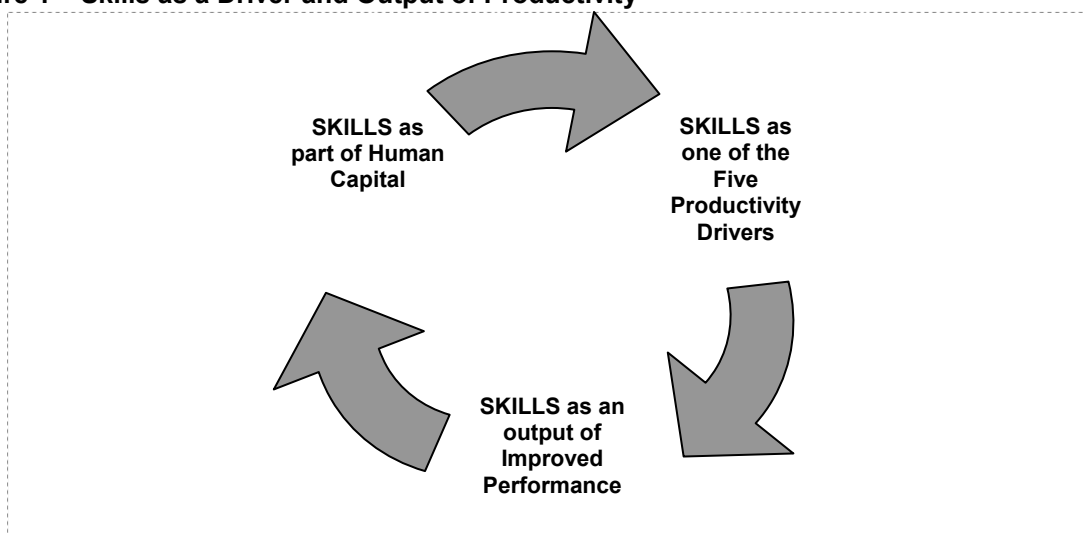 Skills as a Driver and Output of Productivity
SKILLS as
part of Human
Capital
SKILLS as
one of the
Five
Productivity
Drivers
SKILLS as an
output of
Improved
Performance